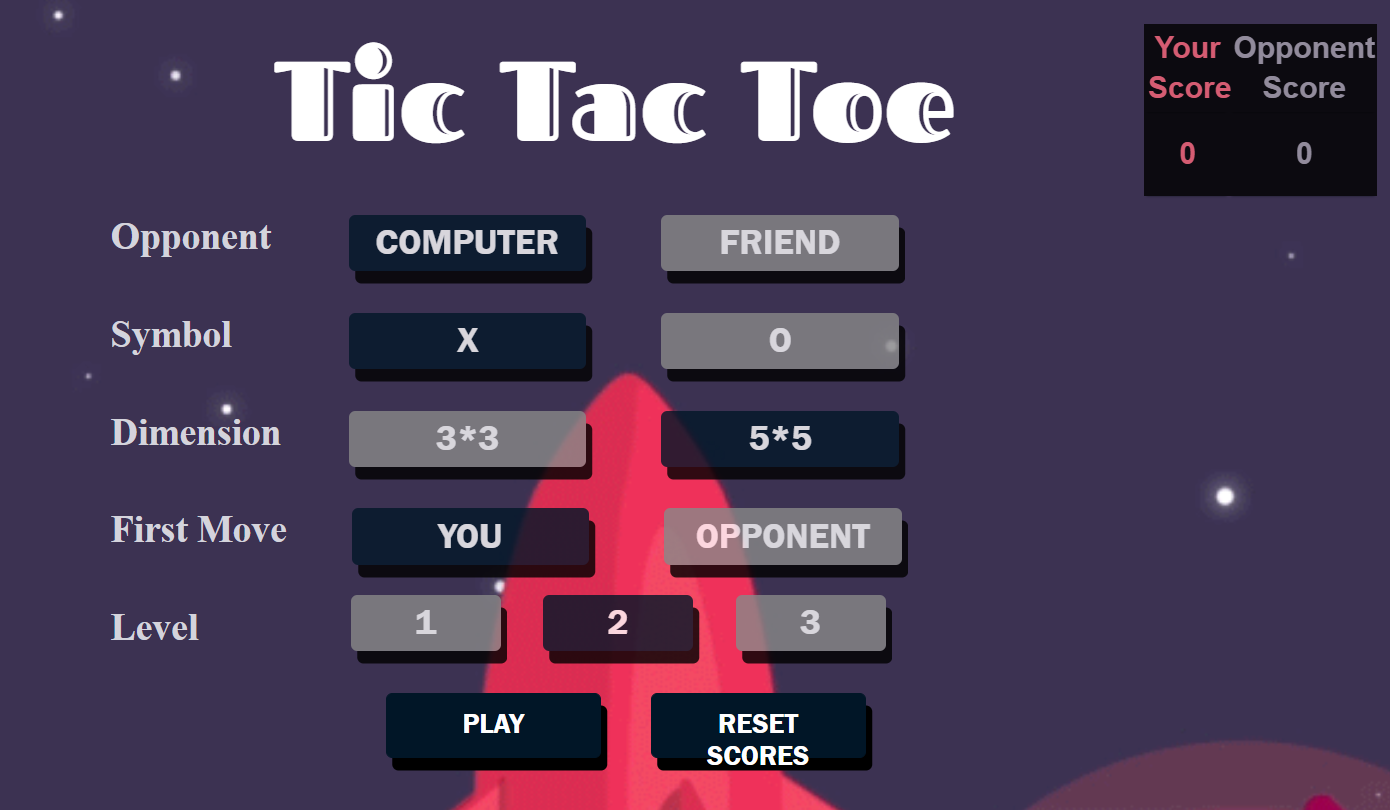 Tic Tac Toe
Your Opponent
Score Score
0 0
Opponent COMPUTER FRIEND
Symbol X O
Dimension 3*3 5*5
First Move YOU OPPONENT
Level 1 2 3
PLAY RESET
SCORES